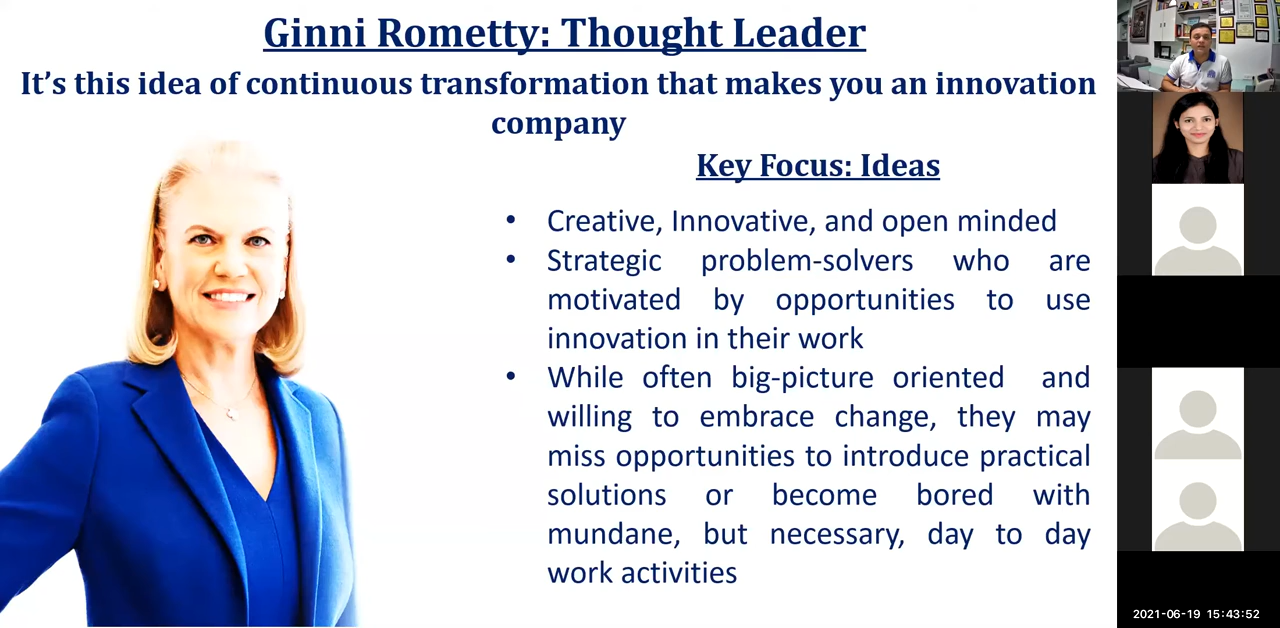 Ginni Rometty: Thought Leader
It’s this idea of continuous transformation that makes you an innovation
company
Key Focus: Ideas
• Creative, Innovative, and open minded
• Strategic problem-solvers who are
motivated by opportunities to use
innovation in their work
• While often big-picture oriented and
willing to embrace change, they may
miss opportunities to introduce practical
solutions or become bored with
mundane, but necessary, day to day
work activities
2021-06-19 15:43:52